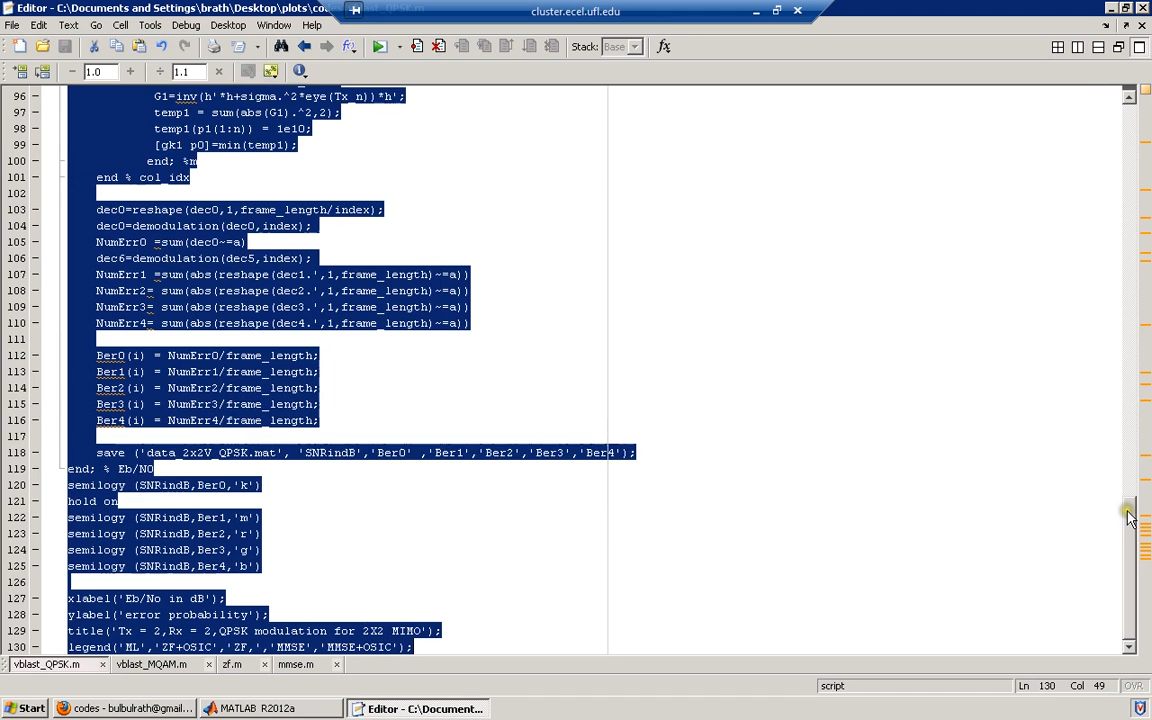 Editor - C:\Documents and Settings\brath\Desktop\plots\co
_QPSK.m
cluster.ecel.ufl.edu
File Edit Text Go Cell Tools Debug Desktop Window Help
Stack: Base
fx
1.0
1.1
96 G1=inv(h'*h+sigma.^2*eye(Tx_n))*h';
97 temp1 = sum(abs(G1).^2,2);
98 temp1(p1(1:n)) = 1e10;
99 [gk1 p0]=min(temp1);
100 end; %m
101 end % col_idx
102
103 dec0=reshape(dec0,1,frame_length/index);
104 dec0=demodulation(dec0,index);
105 NumErr0 =sum(dec0~=a)
106 dec6=demodulation(dec5,index);
107 NumErr1 =sum(abs(reshape(dec1.',1,frame_length)~=a))
108 NumErr2= sum(abs(reshape(dec2.',1,frame_length)~=a))
109 NumErr3= sum(abs(reshape(dec3.',1,frame_length)~=a))
110 NumErr4= sum(abs(reshape(dec4.',1,frame_length)~=a))
111
112 Ber0(i) = NumErr0/frame_length;
113 Ber1(i) = NumErr1/frame_length;
114 Ber2(i) = NumErr2/frame_length;
115 Ber3(i) = NumErr3/frame_length;
116 Ber4(i) = NumErr4/frame_length;
117
118 save ('data_2x2V_QPSK.mat', 'SNRindB','Ber0' ,'Ber1','Ber2','Ber3','Ber4');
119 end; % Eb/N0
120 semilogy (SNRindB,Ber0,'k')
121 hold on
122 semilogy (SNRindB,Ber1,'m')
123 semilogy (SNRindB,Ber2,'r')
124 semilogy (SNRindB,Ber3,'g')
125 semilogy (SNRindB,Ber4,'b')
126
127 xlabel('Eb/No in dB');
128 ylabel('error probability');
129 title('Tx = 2,Rx = 2,QPSK modulation for 2X2 MIMO');
130 legend('ML','ZF+OSIC','ZF,','MMSE','MMSE+OSIC');
vblast_QPSK.m vblast_MQAM.m zf.m mmse.m
script Ln 130 Col 49 OVR
Start codes - bulbulrath@gmail... MATLAB R2012a Editor - C:\Document...